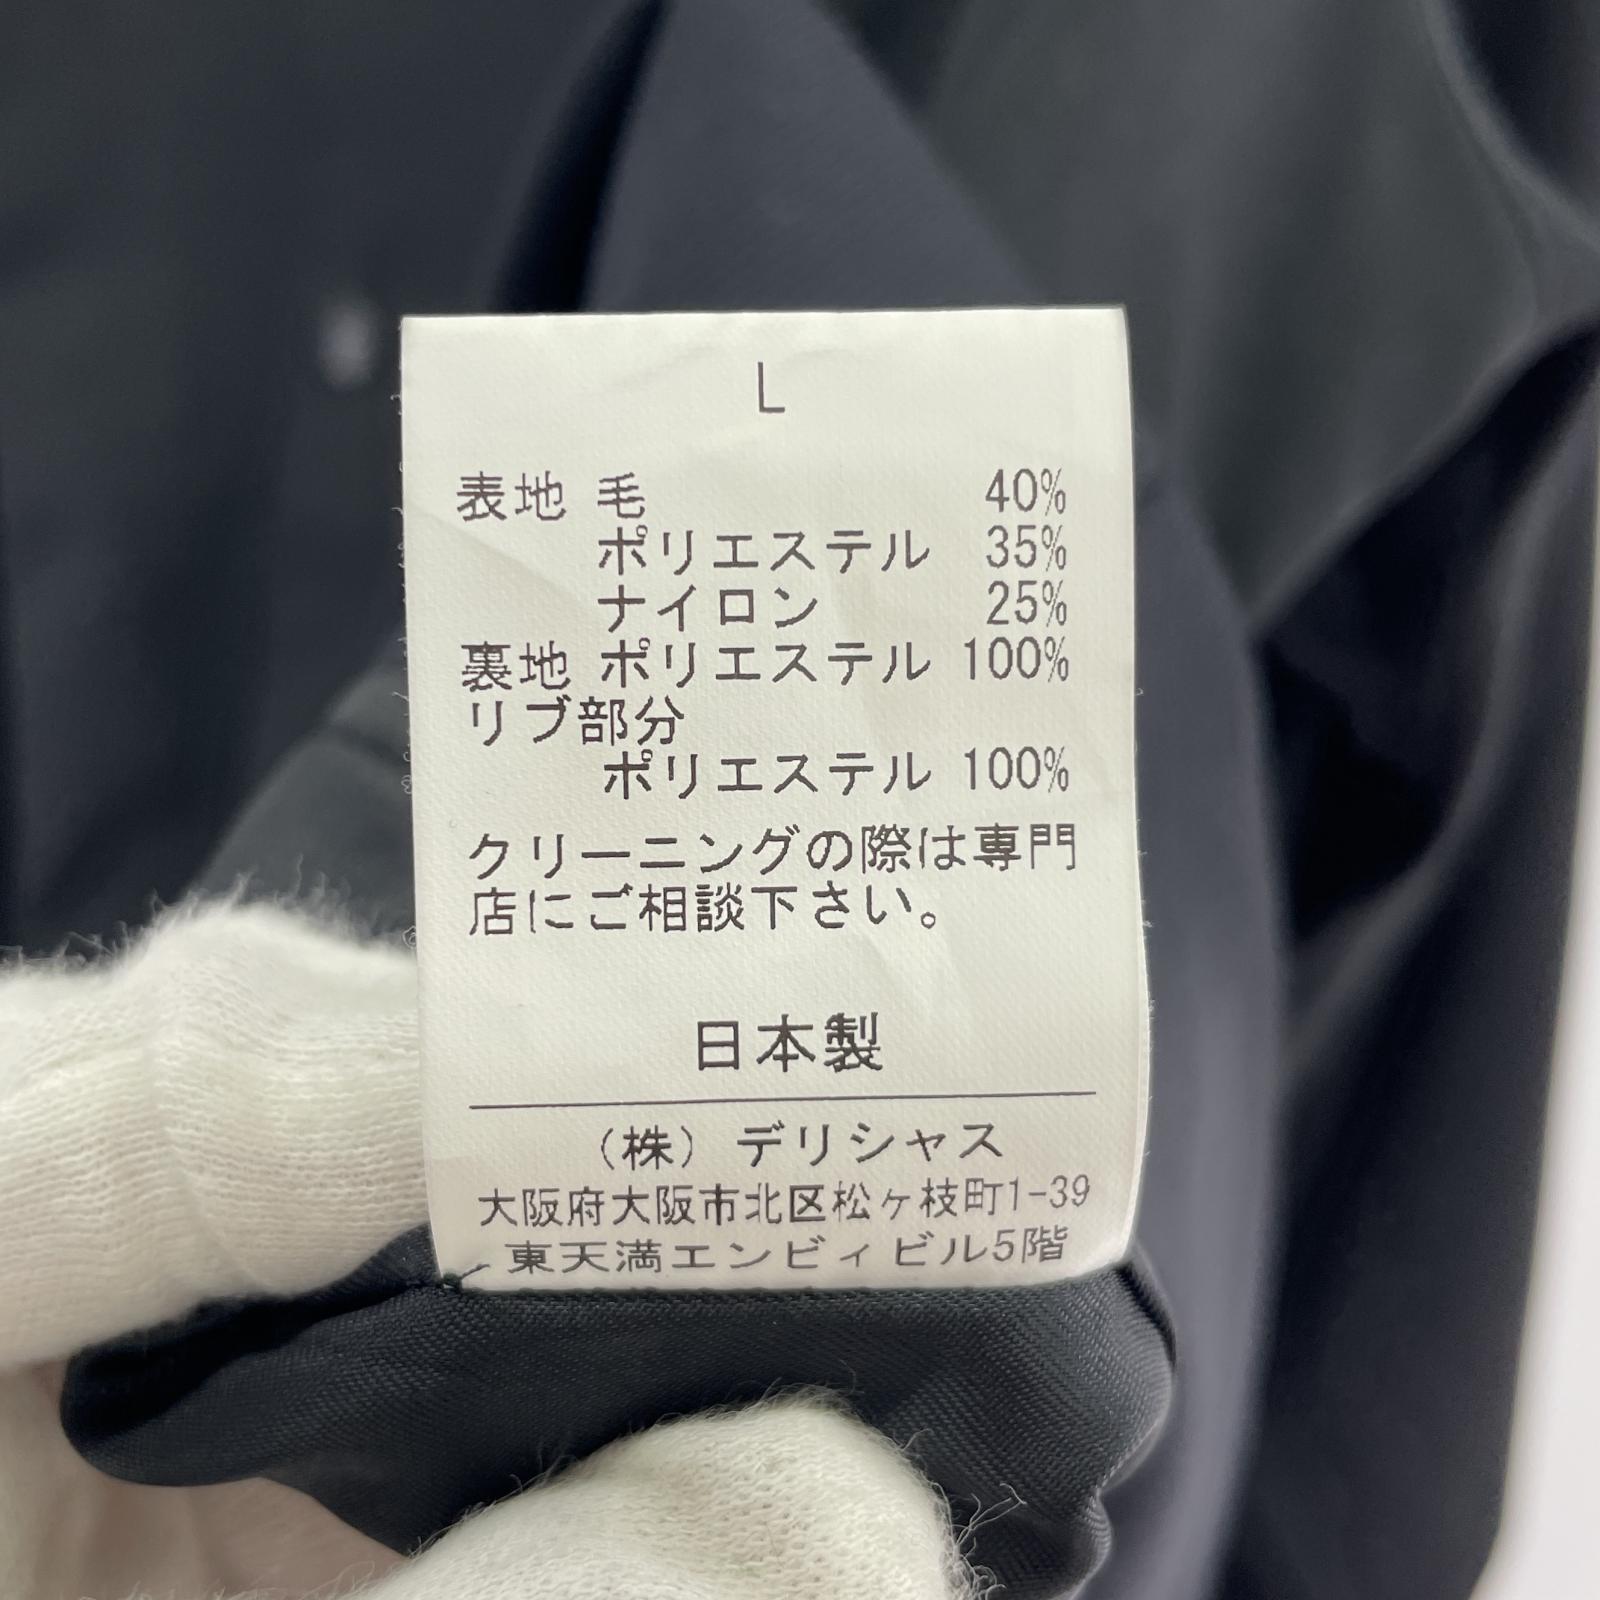 L
表地 毛 40%
ポリエステル 35%
ナイロン 25%
裏地 ポリエステル 100%
リブ部分
ポリエステル 100%
クリーニングの際は専門
店にご相談下さい。
日本製
(株) デリシャス
大阪府大阪市北区松ヶ枝町1-39
東天満エンビィビル5階